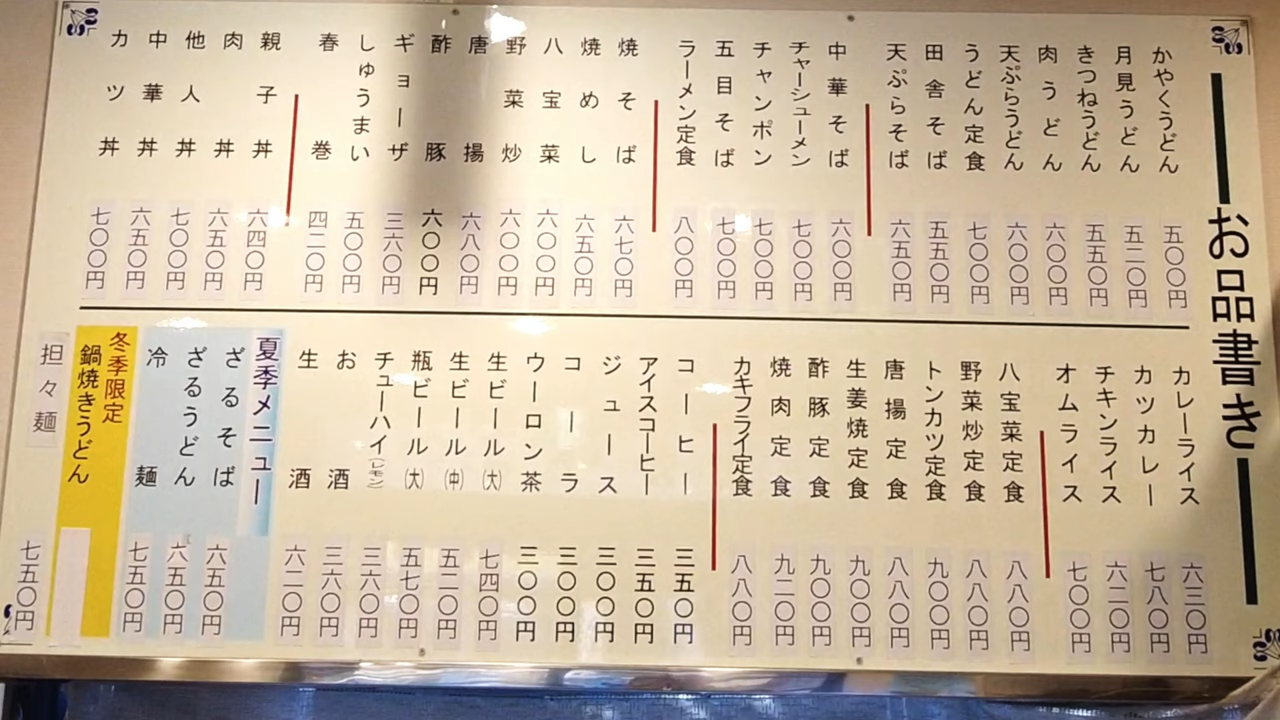 お品書き
かやくうどん 五〇〇円
月見うどん 五二〇円
きつねうどん 五五〇円
肉うどん 六〇〇円
天ぷらうどん 六〇〇円
うどん定食 七〇〇円
田舎そば 五五〇円
天ぷらそば 六五〇円
中華そば 六〇〇円
チャーシューメン 七〇〇円
チャンポン 七〇〇円
五目そば 七〇〇円
ラーメン定食 八〇〇円
焼そば 六七〇円
焼めし 六五〇円
八宝菜 六〇〇円
野菜炒 六〇〇円
唐揚 六八〇円
酢豚 六〇〇円
ギョーザ 三六〇円
しゅうまい 五〇〇円
春巻 四二〇円
親子丼 六四〇円
肉丼 六五〇円
他人丼 七〇〇円
中華丼 六五〇円
カツ丼 七〇〇円
カレーライス 六三〇円
カツカレー 七八〇円
チキンライス 六二〇円
オムライス 七〇〇円
八宝菜定食 八八〇円
野菜炒定食 八八〇円
トンカツ定食 九〇〇円
唐揚定食 八八〇円
生姜焼定食 九〇〇円
酢豚定食 九〇〇円
焼肉定食 九二〇円
カキフライ定食 八八〇円
コーヒー 三五〇円
アイスコーヒー 三五〇円
ジュース 三〇〇円
コーラ 三〇〇円
ウーロン茶 三〇〇円
生ビール(大) 七四〇円
生ビール(中) 五二〇円
瓶ビール(大) 五七〇円
チューハイ(レモン) 三六〇円
お酒 三六〇円
生酒 六二〇円
夏季メニュー
ざるそば 六五〇円
ざるうどん 六五〇円
冷麺 七五〇円
冬季限定
鍋焼きうどん
担々麺 七五〇円